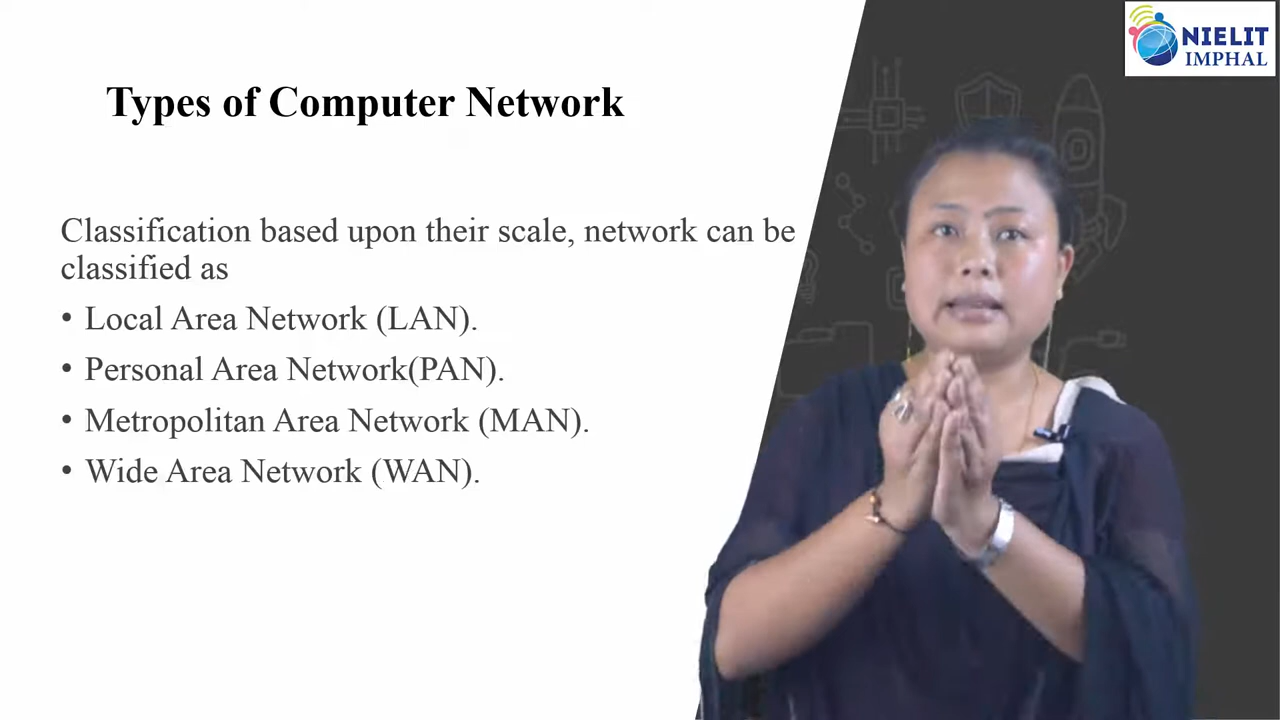 NIELIT
IMPHAL
Types of Computer Network
Classification based upon their scale, network can be
classified as
• Local Area Network (LAN).
• Personal Area Network(PAN).
• Metropolitan Area Network (MAN).
• Wide Area Network (WAN).